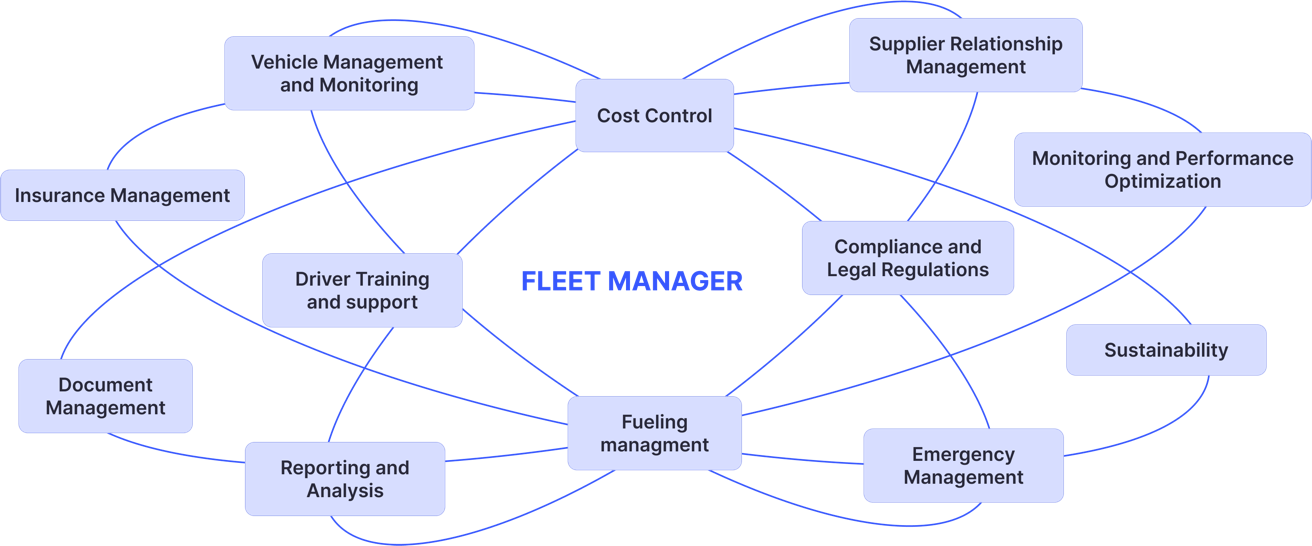 Vehicle Management
and Monitoring
Supplier Relationship
Management
Cost Control
Monitoring and Performance
Optimization
Insurance Management
Compliance and
Legal Regulations
Driver Training
and support
FLEET MANAGER
Sustainability
Document
Management
Fueling
managment
Reporting and
Analysis
Emergency
Management